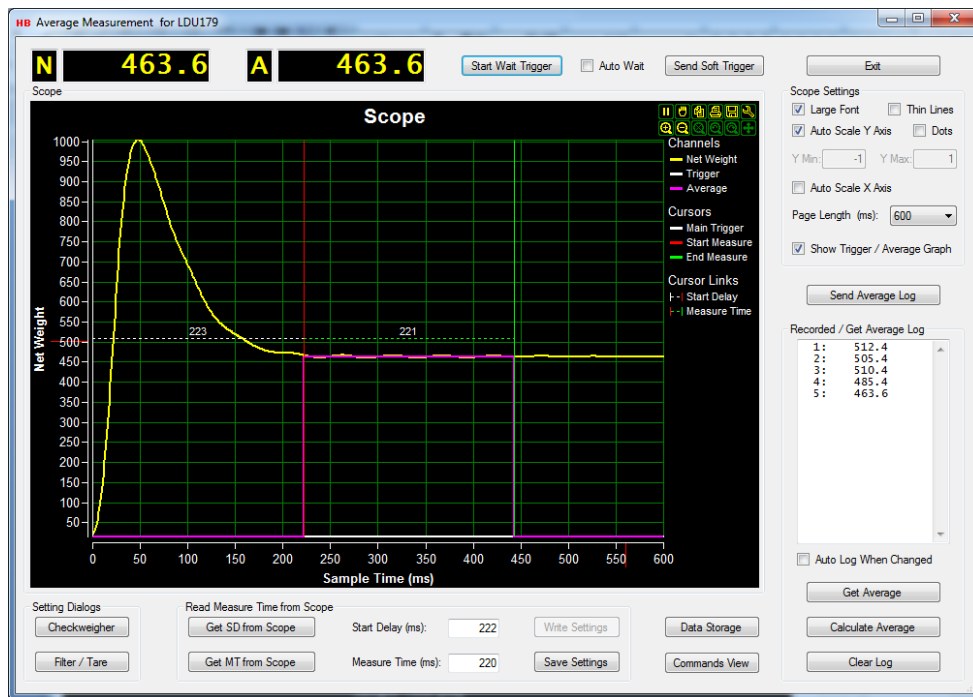 HB Average Measurement for LDU179
N 463.6 A 463.6 Start Wait Trigger Auto Wait Send Soft Trigger Exit
Scope
Scope
Channels
Net Weight
Trigger
Average
Cursors
Main Trigger
Start Measure
End Measure
Cursor Links
Start Delay
Measure Time
Net Weight
1000
950
900
850
800
750
700
650
600
550
500
450
400
350
300
250
200
150
100
50
223 221
0 50 100 150 200 250 300 350 400 450 500 550 600
Sample Time (ms)
Scope Settings
Large Font Thin Lines
Auto Scale Y Axis Dots
Y Min: -1 Y Max: 1
Auto Scale X Axis
Page Length (ms): 600
Show Trigger / Average Graph
Send Average Log
Recorded / Get Average Log
1: 512.4
2: 505.4
3: 510.4
4: 485.4
5: 463.6
Auto Log When Changed
Get Average
Calculate Average
Clear Log
Setting Dialogs
Checkweigher
Filter / Tare
Read Measure Time from Scope
Get SD from Scope Start Delay (ms): 222 Write Settings
Get MT from Scope Measure Time (ms): 220 Save Settings
Data Storage
Commands View